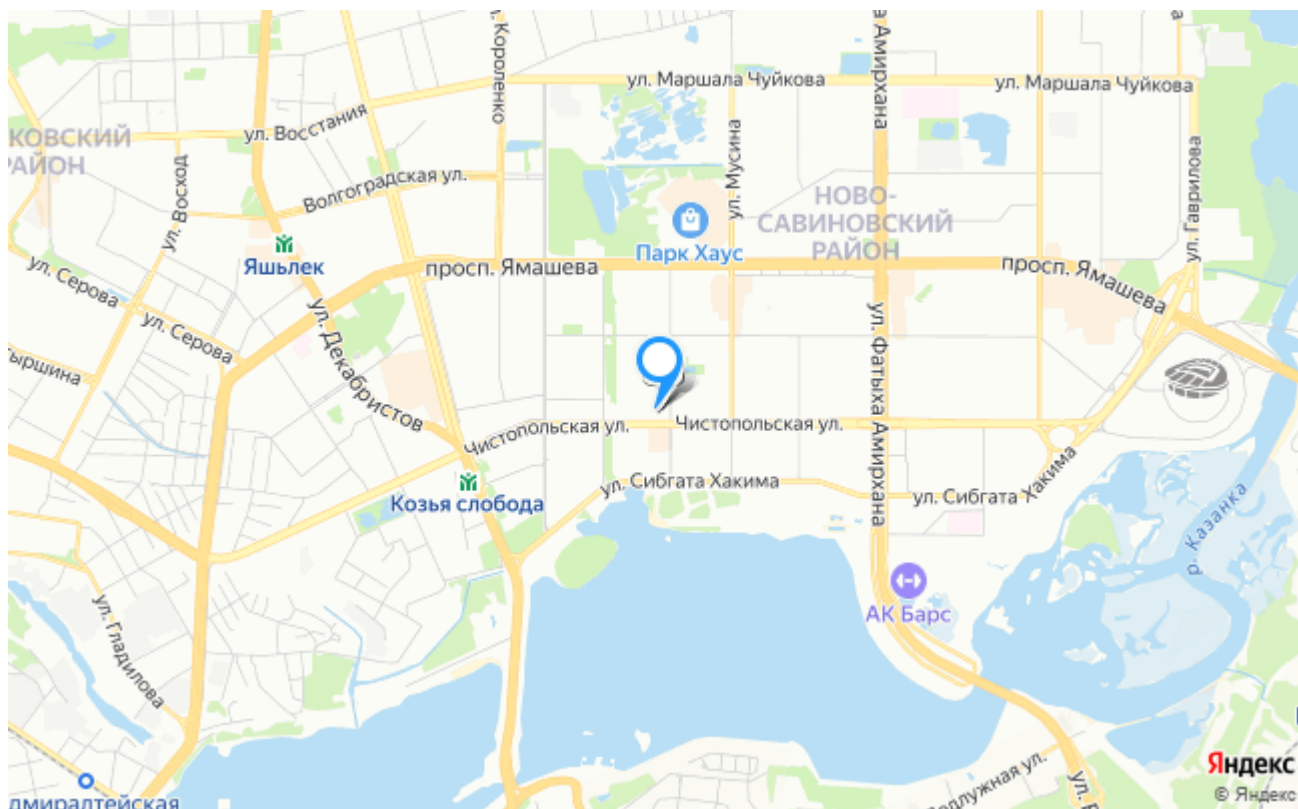 л. Короленко
а Амирхана
ул. Маршала Чуйкова
ул. Маршала Чуйкова
ул. Восстания
КОВСКИЙ
РАЙОН
ул. Мусина
ул. Гаврилова
Волгоградская ул.
ул. Восход
НОВО-
САВИНОВСКИЙ
РАЙОН
Парк Хаус
Яшьлек
просп. Ямашева
просп. Ямашева
ул. Серова
ул. Серова
ул. Декабристов
ул. Фатыха Амирхана
тыршина
Чистопольская ул.
Чистопольская ул.
Козья слобода
ул. Сибгата Хакима
ул. Сибгата Хакима
р. Казанка
АК Барс
ул. Гладилова
одлужная ул.
ул. 
дмиралтейская
Яндекс
© Яндекс